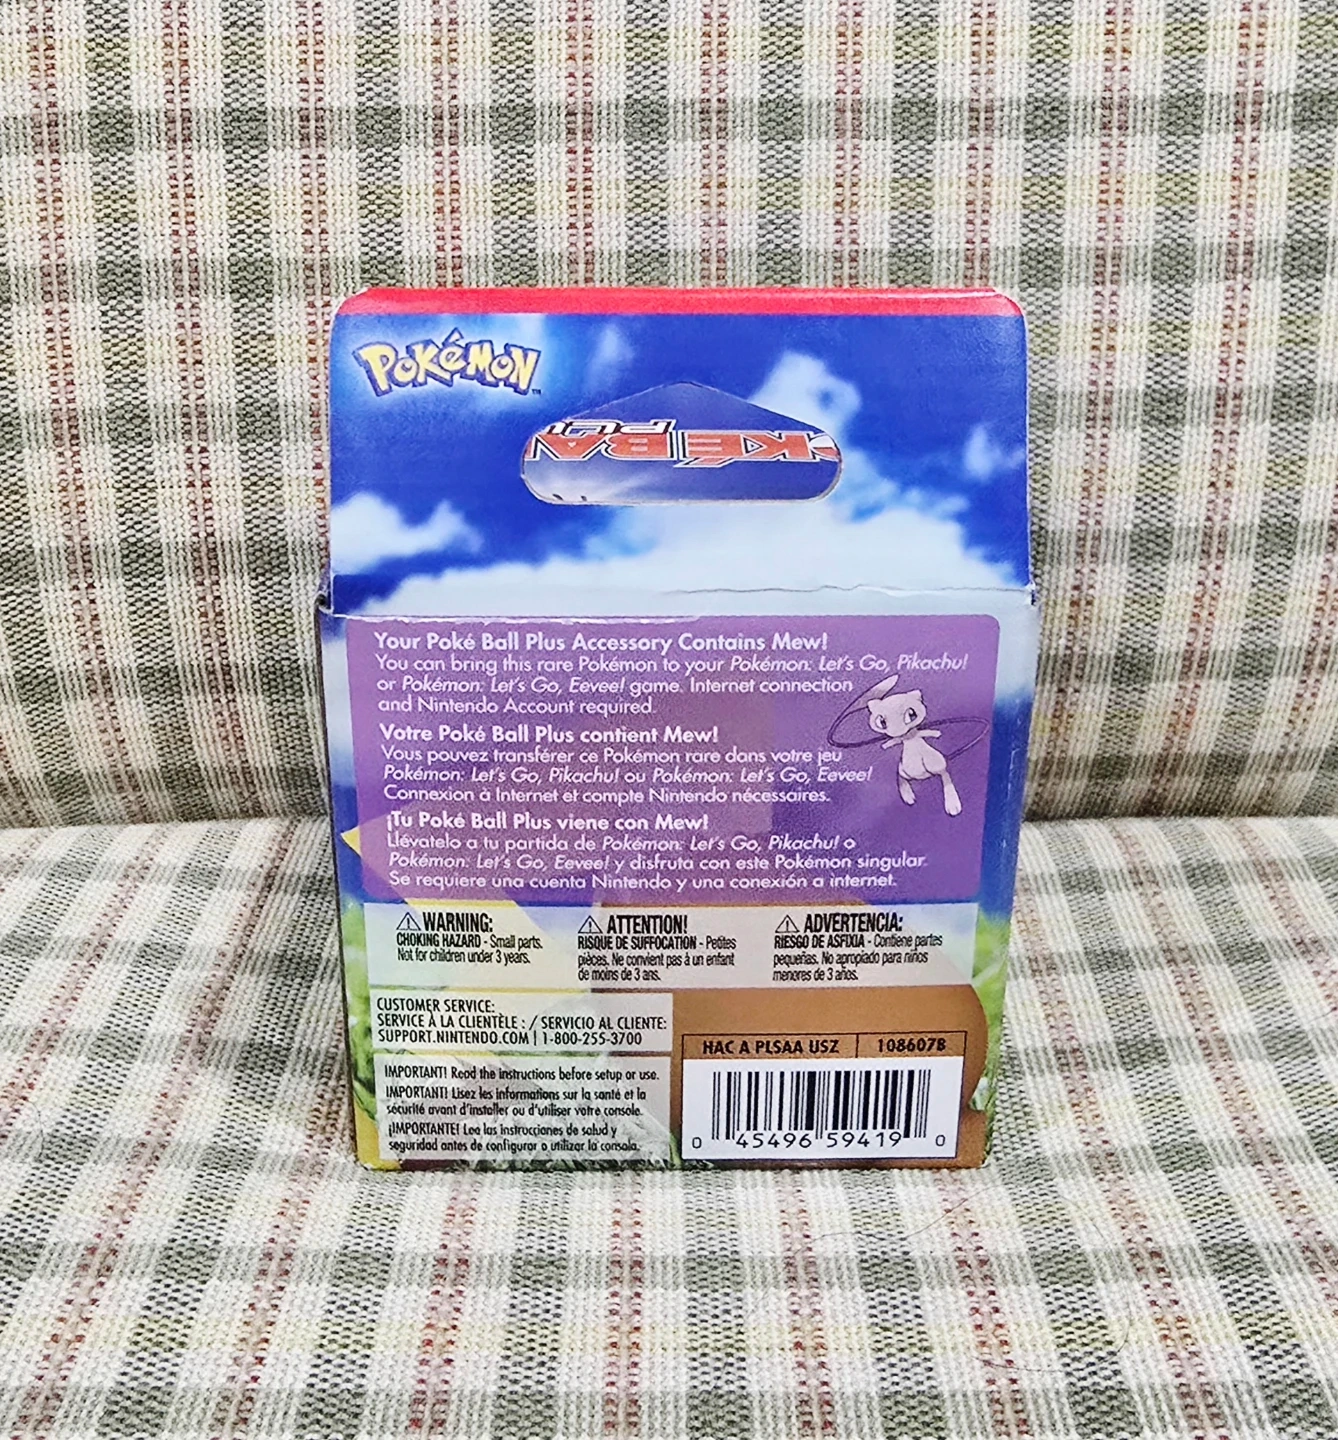 POKéMON™
KÉ BA
PLU
Your Poké Ball Plus Accessory Contains Mew!
You can bring this rare Pokémon to your Pokémon: Let's Go, Pikachu!
or Pokémon: Let's Go, Eevee! game. Internet connection
and Nintendo Account required.
Votre Poké Ball Plus contient Mew!
Vous pouvez transférer ce Pokémon rare dans votre jeu
Pokémon: Let's Go, Pikachu! ou Pokémon: Let's Go, Eevee!
Connexion à Internet et compte Nintendo nécessaires.
¡Tu Poké Ball Plus viene con Mew!
Llévatelo a tu partida de Pokémon: Let's Go, Pikachu! o
Pokémon: Let's Go, Eevee! y disfruta con este Pokémon singular.
Se requiere una cuenta Nintendo y una conexión a internet.
⚠ WARNING:
CHOKING HAZARD - Small parts.
Not for children under 3 years.
⚠ ATTENTION!
RISQUE DE SUFFOCATION - Petites
pièces. Ne convient pas à un enfant
de moins de 3 ans.
⚠ ADVERTENCIA:
RIESGO DE ASFIXIA - Contiene partes
pequeñas. No apropiado para niños
menores de 3 años.
CUSTOMER SERVICE:
SERVICE À LA CLIENTÈLE : / SERVICIO AL CLIENTE:
SUPPORT.NINTENDO.COM | 1-800-255-3700
IMPORTANT! Read the instructions before setup or use.
IMPORTANT! Lisez les informations sur la santé et la
sécurité avant d'installer ou d'utiliser votre console.
¡IMPORTANTE! Lea las instrucciones de salud y
seguridad antes de configurar o utilizar la consola.
HAC A PLSAA USZ | 108607B
0 45496 59419 0